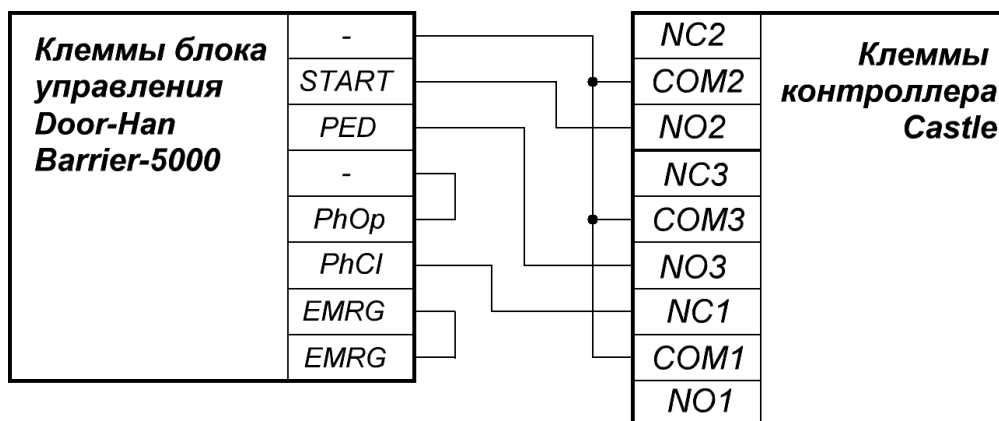 Клеммы блока
управления
Door-Han
Barrier-5000
-
START
PED
-
PhOp
PhCl
EMRG
EMRG
NC2
COM2
NO2
NC3
COM3
NO3
NC1
COM1
NO1
Клеммы
контроллера
Castle